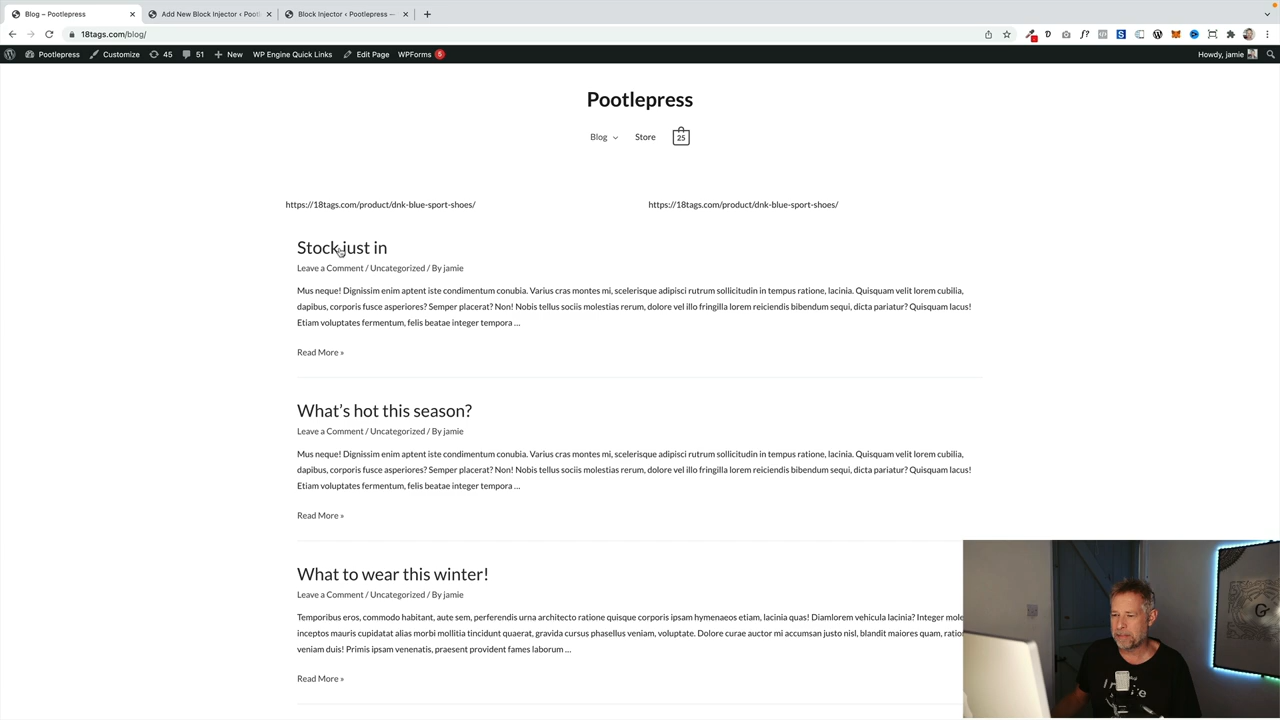 Blog – Pootlepress
Add New Block Injector ‹ Pootl
Block Injector ‹ Pootlepress —
18tags.com/blog/
Pootlepress
Customize
45
51
New
WP Engine Quick Links
Edit Page
WPForms
5
Howdy, jamie
Pootlepress
Blog
Store
25
https://18tags.com/product/dnk-blue-sport-shoes/
https://18tags.com/product/dnk-blue-sport-shoes/
Stock just in
Leave a Comment / Uncategorized / By jamie
Mus neque! Dignissim enim aptent iste condimentum conubia. Varius cras montes mi, scelerisque adipisci rutrum sollicitudin in tempus ratione, lacinia. Quisquam velit lorem cubilia,
dapibus, corporis fusce asperiores? Semper placerat? Non! Nobis tellus sociis molestias rerum, dolore vel illo fringilla lorem reiciendis bibendum sequi, dicta pariatur? Quisquam lacus!
Etiam voluptates fermentum, felis beatae integer tempora …
Read More »
What’s hot this season?
Leave a Comment / Uncategorized / By jamie
Mus neque! Dignissim enim aptent iste condimentum conubia. Varius cras montes mi, scelerisque adipisci rutrum sollicitudin in tempus ratione, lacinia. Quisquam velit lorem cubilia,
dapibus, corporis fusce asperiores? Semper placerat? Non! Nobis tellus sociis molestias rerum, dolore vel illo fringilla lorem reiciendis bibendum sequi, dicta pariatur? Quisquam lacus!
Etiam voluptates fermentum, felis beatae integer tempora …
Read More »
What to wear this winter!
Leave a Comment / Uncategorized / By jamie
Temporibus eros, commodo habitant, aute sem, perferendis urna architecto ratione quisque corporis ipsam hymenaeos etiam, lacinia quas! Diamlorem vehicula lacinia? Integer mole
inceptos mauris cupidatat alias morbi mollitia tincidunt quaerat, gravida cursus phasellus veniam, voluptate. Dolore curae auctor mi accumsan justo nisl, blandit maiores quam, ratio
veniam duis! Primis ipsam venenatis, praesent provident fames laborum …
Read More »